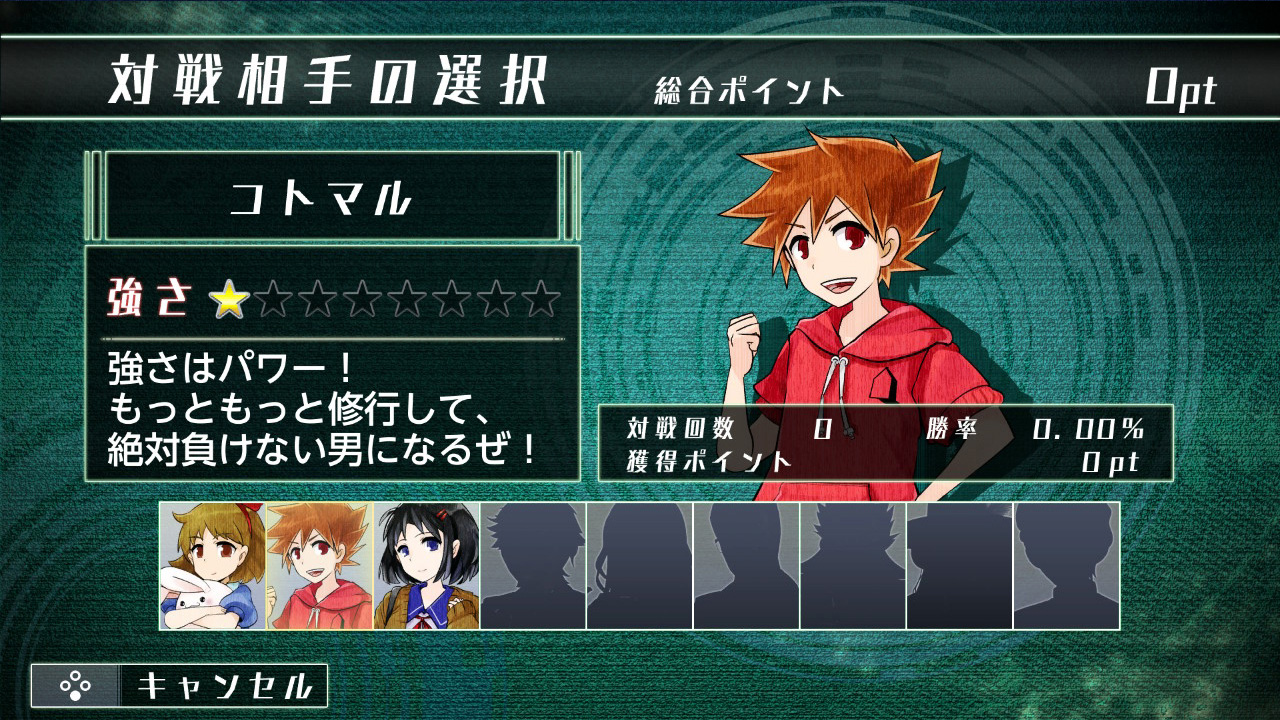 対戦相手の選択
総合ポイント 0pt
コトマル
強さ ★☆☆☆☆☆☆☆
強さはパワー！
もっともっと修行して、
絶対負けない男になるぜ！
対戦回数 0 勝率 0.00%
獲得ポイント 0pt
キャンセル